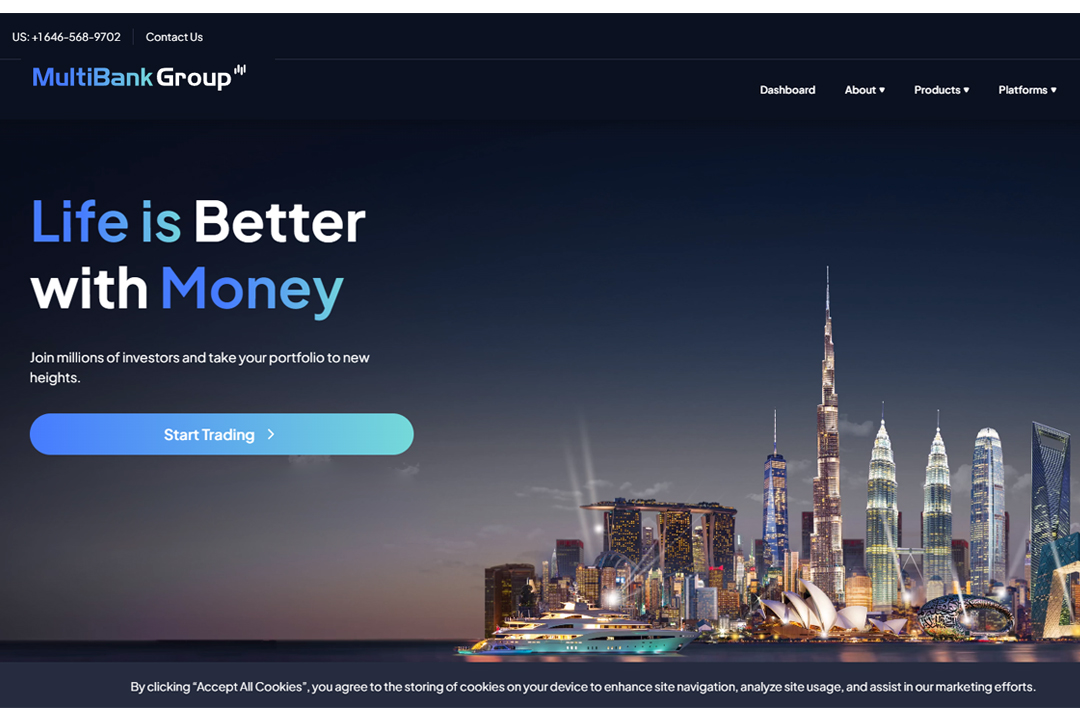 US: +1 646-568-9702
Contact Us
MultiBank Group
Dashboard
About
Products
Platforms
Life is Better
with Money
Join millions of investors and take your portfolio to new
heights.
Start Trading
By clicking “Accept All Cookies”, you agree to the storing of cookies on your device to enhance site navigation, analyze site usage, and assist in our marketing efforts.